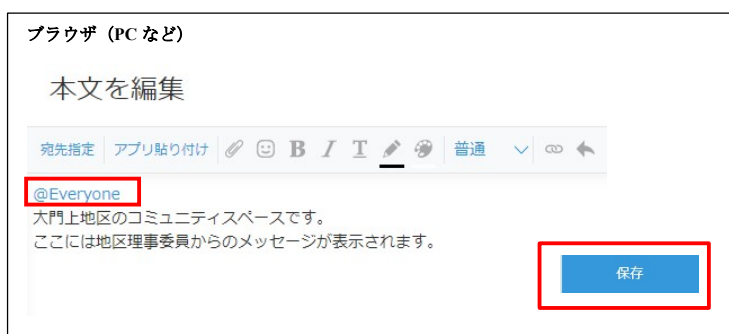 ブラウザ（PC など）
本文を編集
宛先指定 アプリ貼り付け B I T 普通
@Everyone
大門上地区のコミュニティスペースです。
ここには地区理事委員からのメッセージが表示されます。
保存